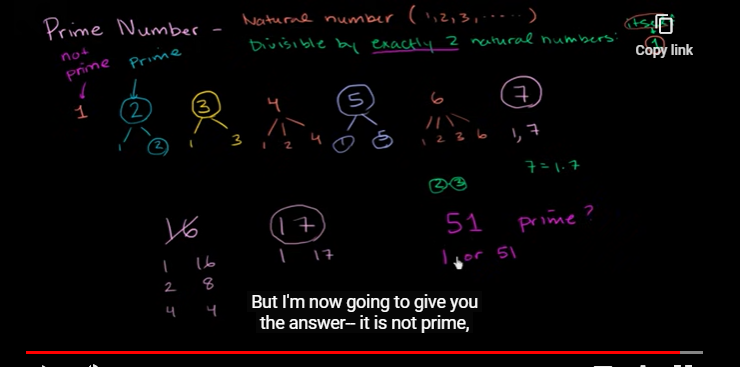 Prime Number - Natural number (1,2,3,.....)
Divisible by exactly 2 natural numbers: itself
1
Copy link
not prime
prime
1 2 3 4 5 6 7
1 2 1 3 1 2 4 1 5 1 2 3 6 1,7
7 = 1·7
2·3
16 17 51 prime?
1 16 1 17 1 or 51
2 8
4 4
But I'm now going to give you
the answer-- it is not prime,